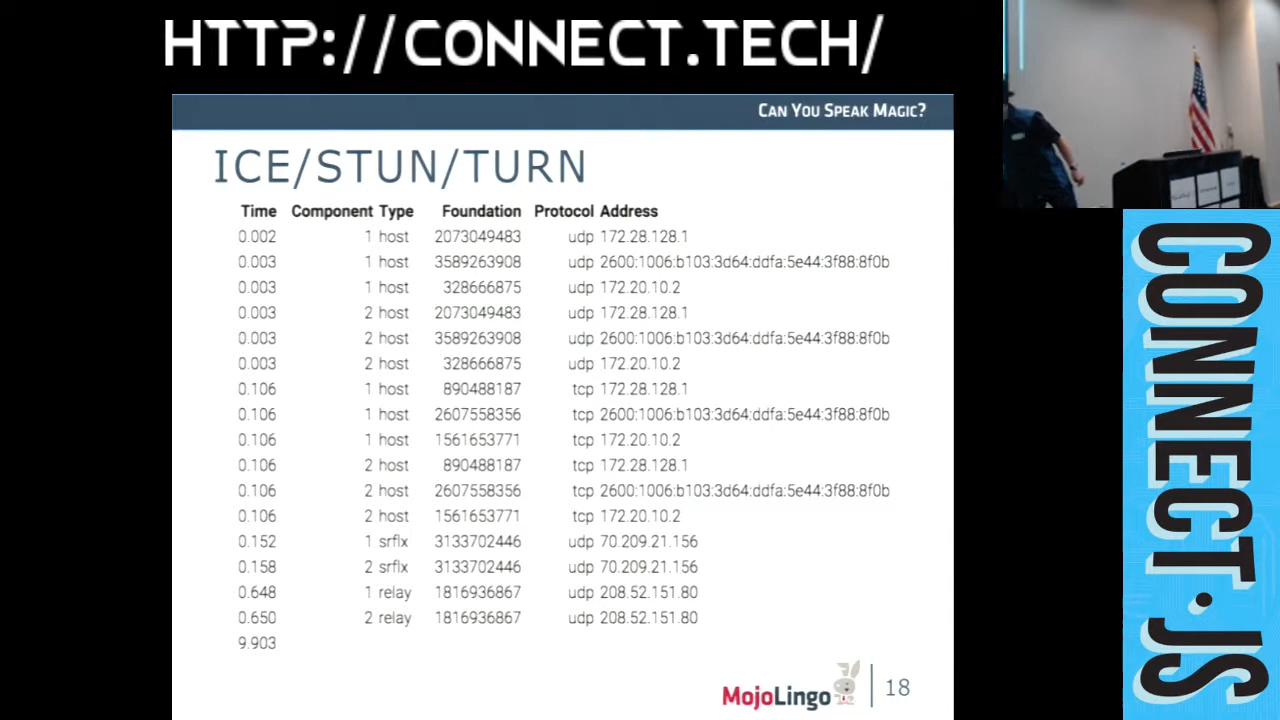 HTTP://CONNECT.TECH/
CAN YOU SPEAK MAGIC?
ICE/STUN/TURN
Time Component Type Foundation Protocol Address
0.002 1 host 2073049483 udp 172.28.128.1
0.003 1 host 3589263908 udp 2600:1006:b103:3d64:ddfa:5e44:3f88:8f0b
0.003 1 host 328666875 udp 172.20.10.2
0.003 2 host 2073049483 udp 172.28.128.1
0.003 2 host 3589263908 udp 2600:1006:b103:3d64:ddfa:5e44:3f88:8f0b
0.003 2 host 328666875 udp 172.20.10.2
0.106 1 host 890488187 tcp 172.28.128.1
0.106 1 host 2607558356 tcp 2600:1006:b103:3d64:ddfa:5e44:3f88:8f0b
0.106 1 host 1561653771 tcp 172.20.10.2
0.106 2 host 890488187 tcp 172.28.128.1
0.106 2 host 2607558356 tcp 2600:1006:b103:3d64:ddfa:5e44:3f88:8f0b
0.106 2 host 1561653771 tcp 172.20.10.2
0.152 1 srflx 3133702446 udp 70.209.21.156
0.158 2 srflx 3133702446 udp 70.209.21.156
0.648 1 relay 1816936867 udp 208.52.151.80
0.650 2 relay 1816936867 udp 208.52.151.80
9.903
MojoLingo 18
CONNECT.JS